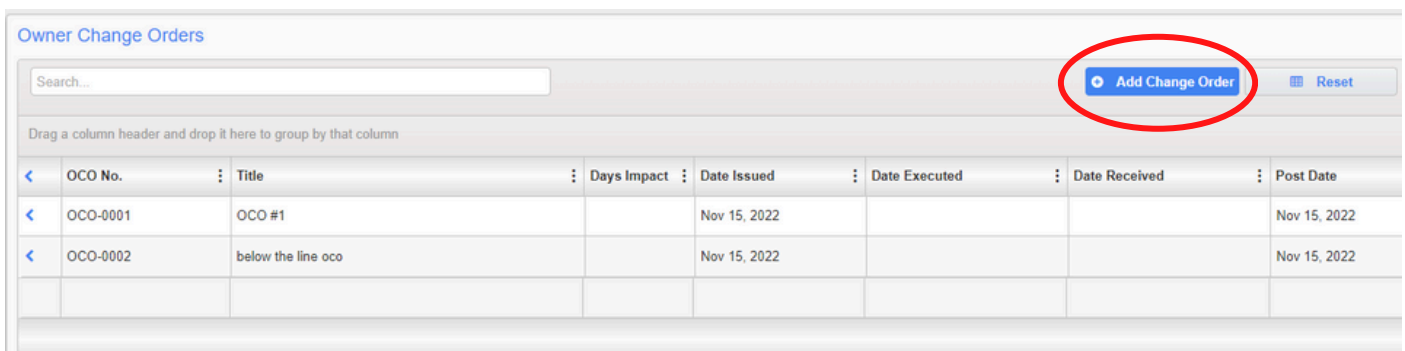 Owner Change Orders
Search... Add Change Order Reset
Drag a column header and drop it here to group by that column
OCO No. Title Days Impact Date Issued Date Executed Date Received Post Date
OCO-0001 OCO #1 Nov 15, 2022 Nov 15, 2022
OCO-0002 below the line oco Nov 15, 2022 Nov 15, 2022